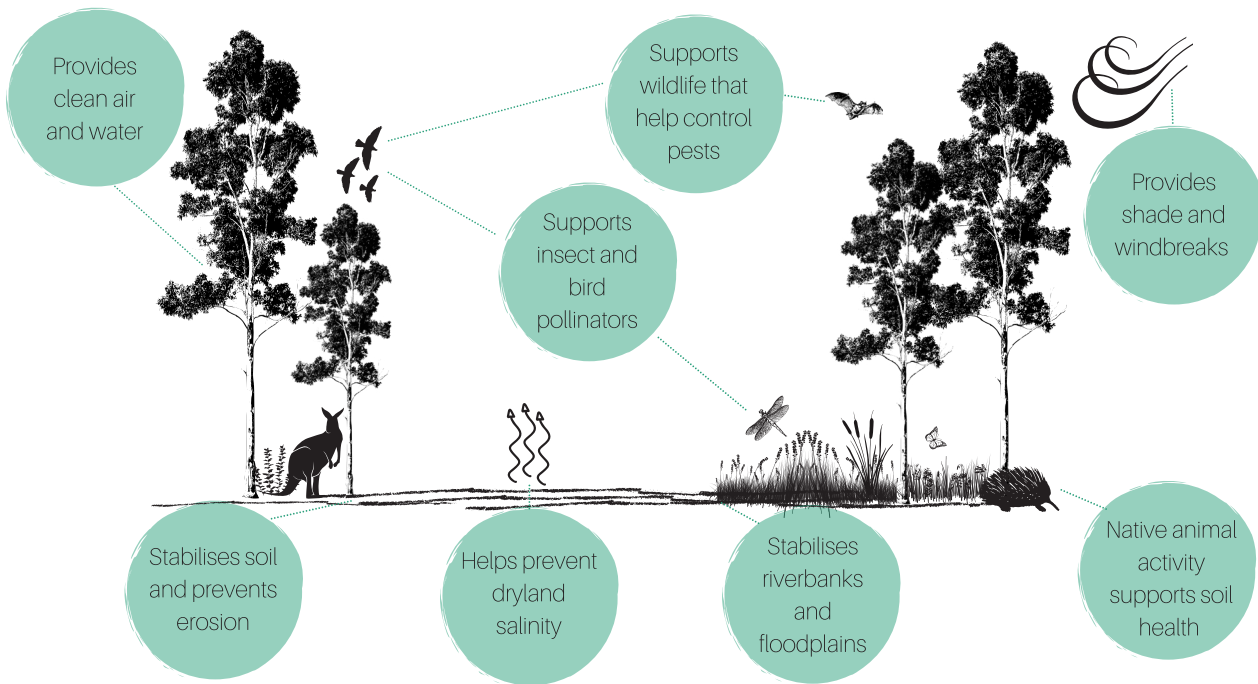 Provides
clean air
and water
Supports
wildlife that
help control
pests
Supports
insect and
bird
pollinators
Provides
shade and
windbreaks
Stabilises soil
and prevents
erosion
Helps prevent
dryland
salinity
Stabilises
riverbanks
and
floodplains
Native animal
activity
supports soil
health